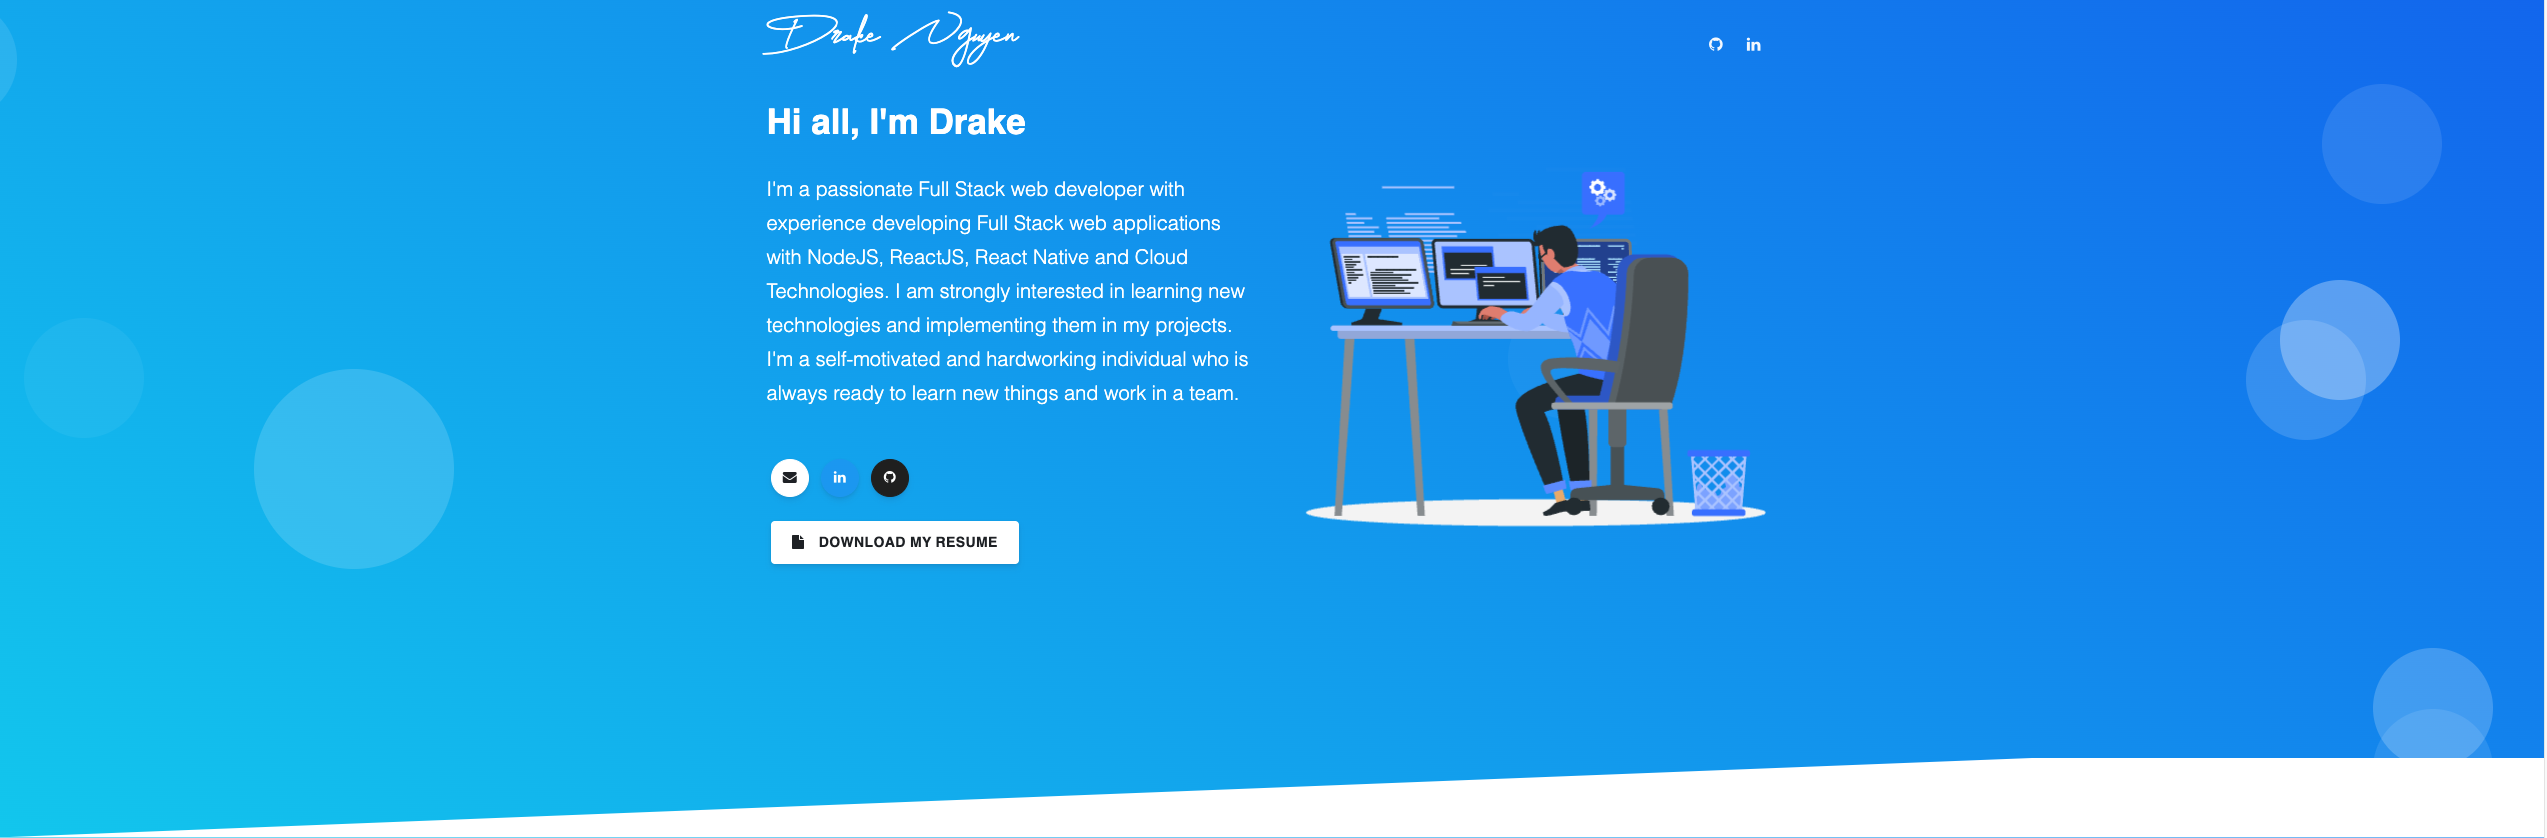 Drake Nguyen
in
Hi all, I'm Drake
I'm a passionate Full Stack web developer with
experience developing Full Stack web applications
with NodeJS, ReactJS, React Native and Cloud
Technologies. I am strongly interested in learning new
technologies and implementing them in my projects.
I'm a self-motivated and hardworking individual who is
always ready to learn new things and work in a team.
in
DOWNLOAD MY RESUME